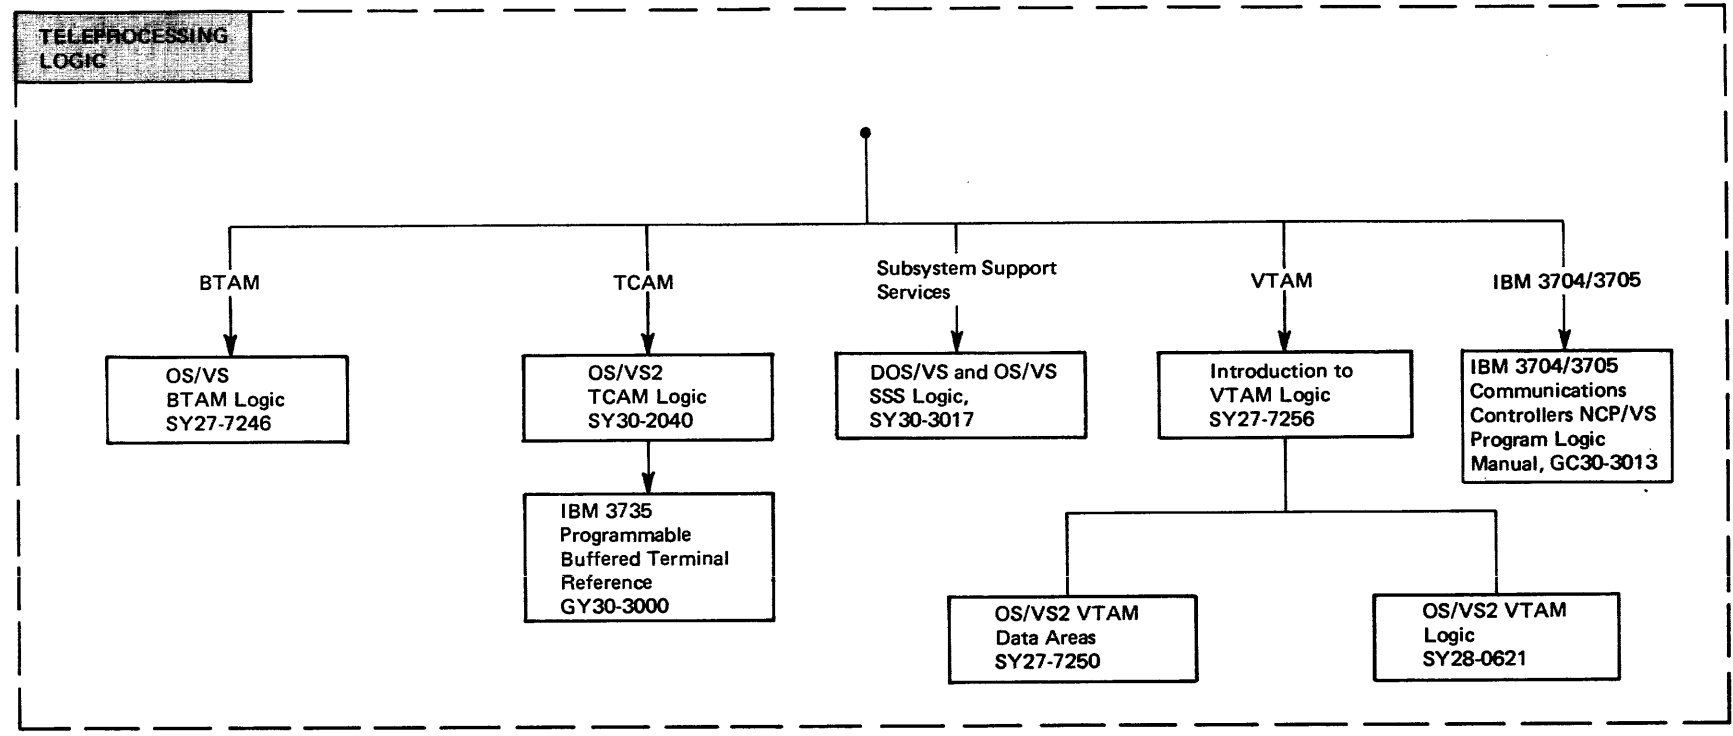 TELEPROCESSING
LOGIC
BTAM
TCAM
Subsystem Support
Services
VTAM
IBM 3704/3705
OS/VS
BTAM Logic
SY27-7246
OS/VS2
TCAM Logic
SY30-2040
DOS/VS and OS/VS
SSS Logic,
SY30-3017
Introduction to
VTAM Logic
SY27-7256
IBM 3704/3705
Communications
Controllers NCP/VS
Program Logic
Manual, GC30-3013
IBM 3735
Programmable
Buffered Terminal
Reference
GY30-3000
OS/VS2 VTAM
Data Areas
SY27-7250
OS/VS2 VTAM
Logic
SY28-0621